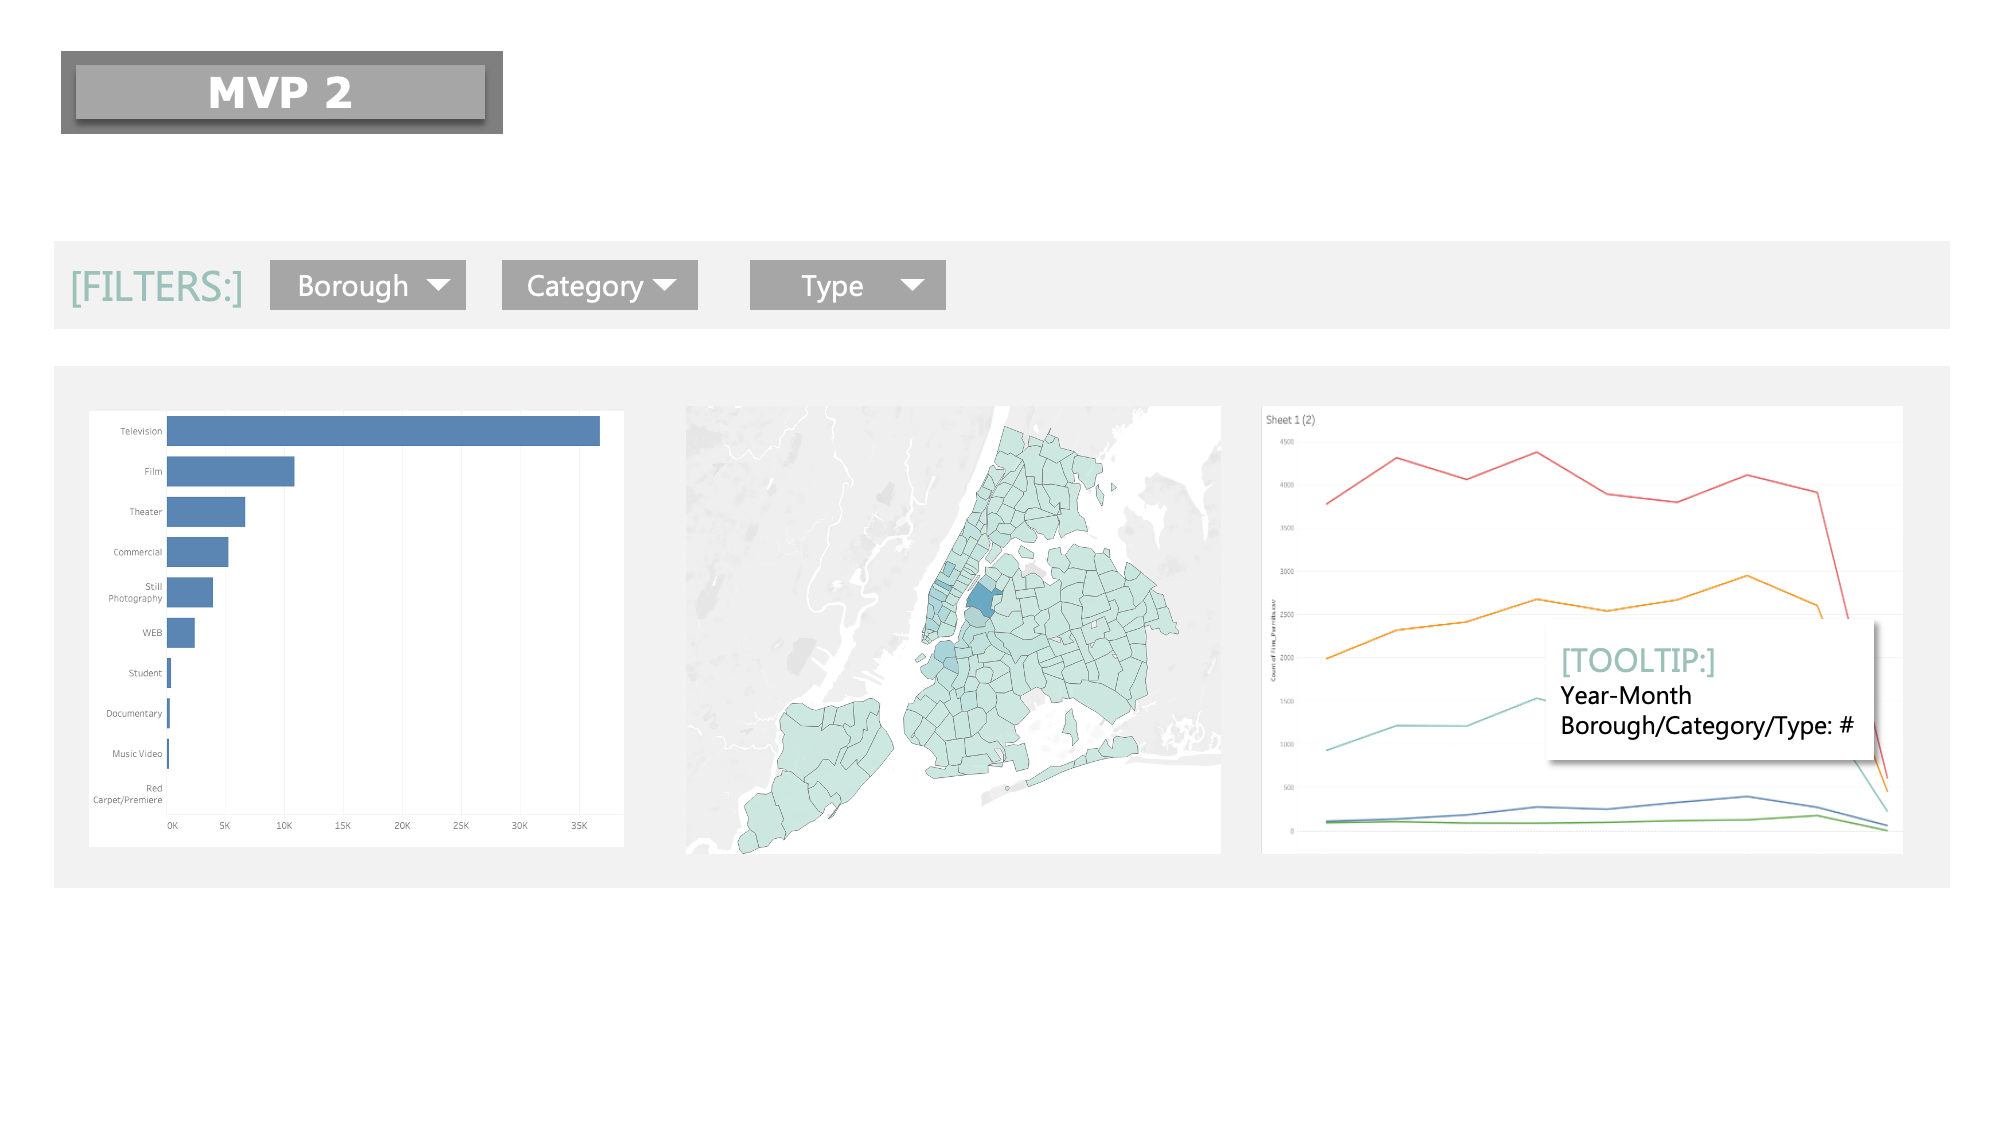 MVP 2
[FILTERS:]
Borough
Category
Type
Television
Film
Theater
Commercial
Still
Photography
WEB
Student
Documentary
Music Video
Red
Carpet/Premiere
0K 5K 10K 15K 20K 25K 30K 35K
Sheet 1 (2)
4500
4000
3500
3000
2500
2000
1500
1000
500
0
Count of Film_Permits.csv
[TOOLTIP:]
Year-Month
Borough/Category/Type: #